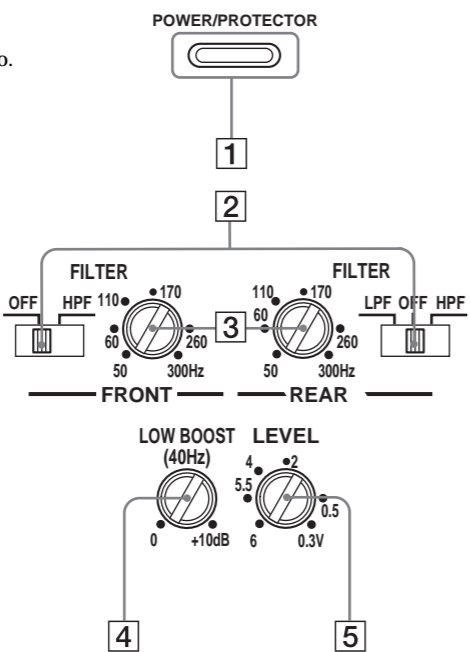 POWER/PROTECTOR
o.
1
2
FILTER FILTER
OFF HPF 110 170 110 170 LPF OFF HPF
60 3 60
260 260
50 300Hz 50 300Hz
FRONT REAR
LOW BOOST LEVEL
(40Hz) 4 2
5.5 0.5
0 +10dB 6 0.3V
4 5